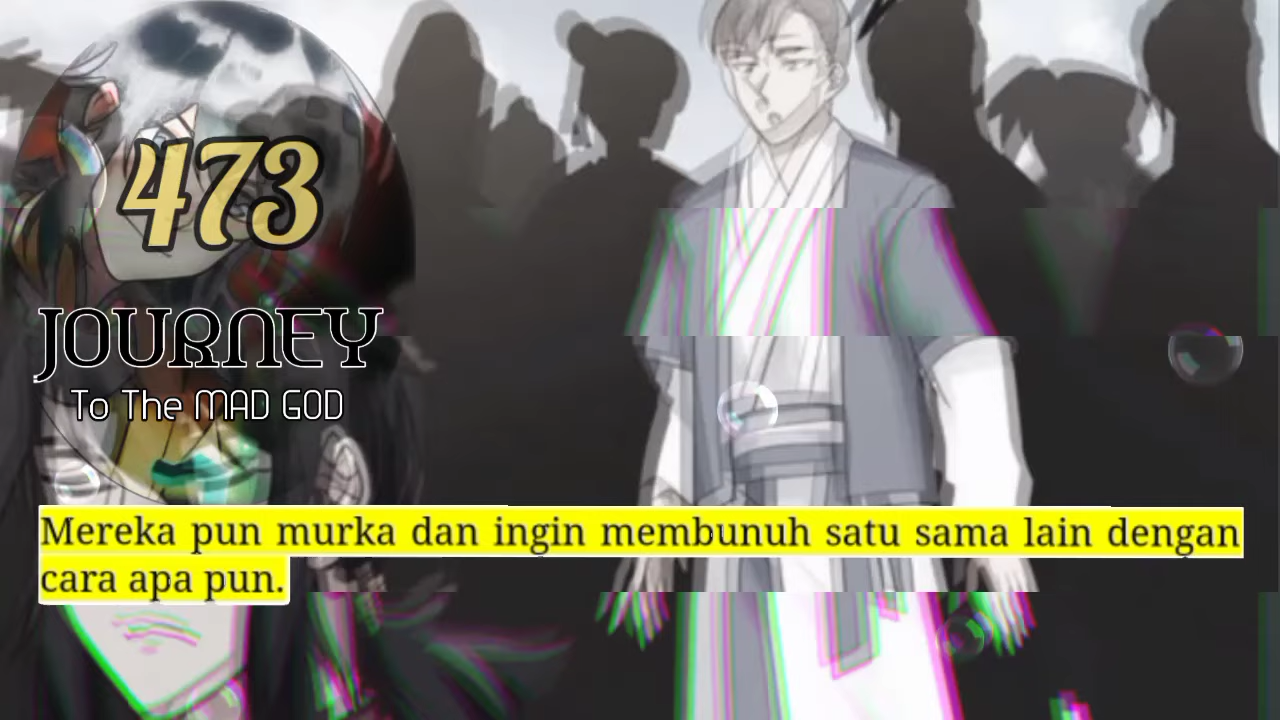 473
JOURNEY
To The MAD GOD
Mereka pun murka dan ingin membunuh satu sama lain dengan
cara apa pun.